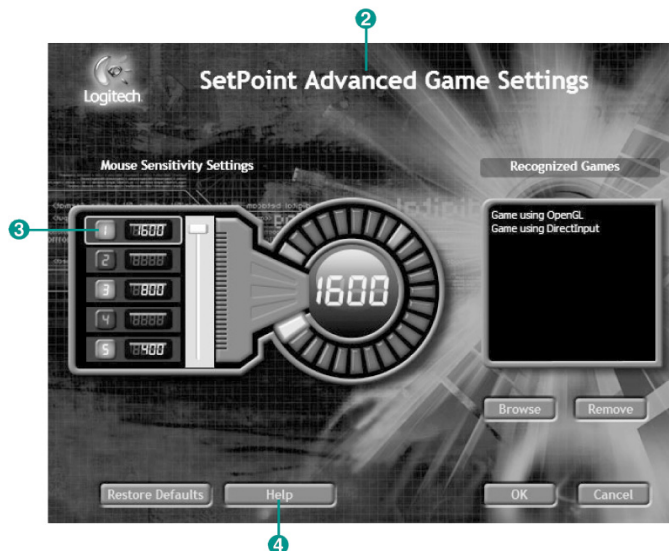 2
Logitech
SetPoint Advanced Game Settings
Mouse Sensitivity Settings
Recognized Games
3
1 1600
2
3 800
4
5 400
1600
Game using OpenGL
Game using DirectInput
Browse
Remove
Restore Defaults
Help
OK
Cancel
4